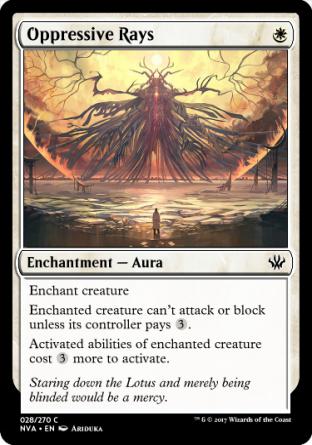 Oppressive Rays
Enchantment — Aura
Enchant creature
Enchanted creature can't attack or block
unless its controller pays 3.
Activated abilities of enchanted creature
cost 3 more to activate.
Staring down the Lotus and merely being
blinded would be a mercy.
028/270 C
NVA • EN ARIDUKA
™ & © 2017 Wizards of the Coast